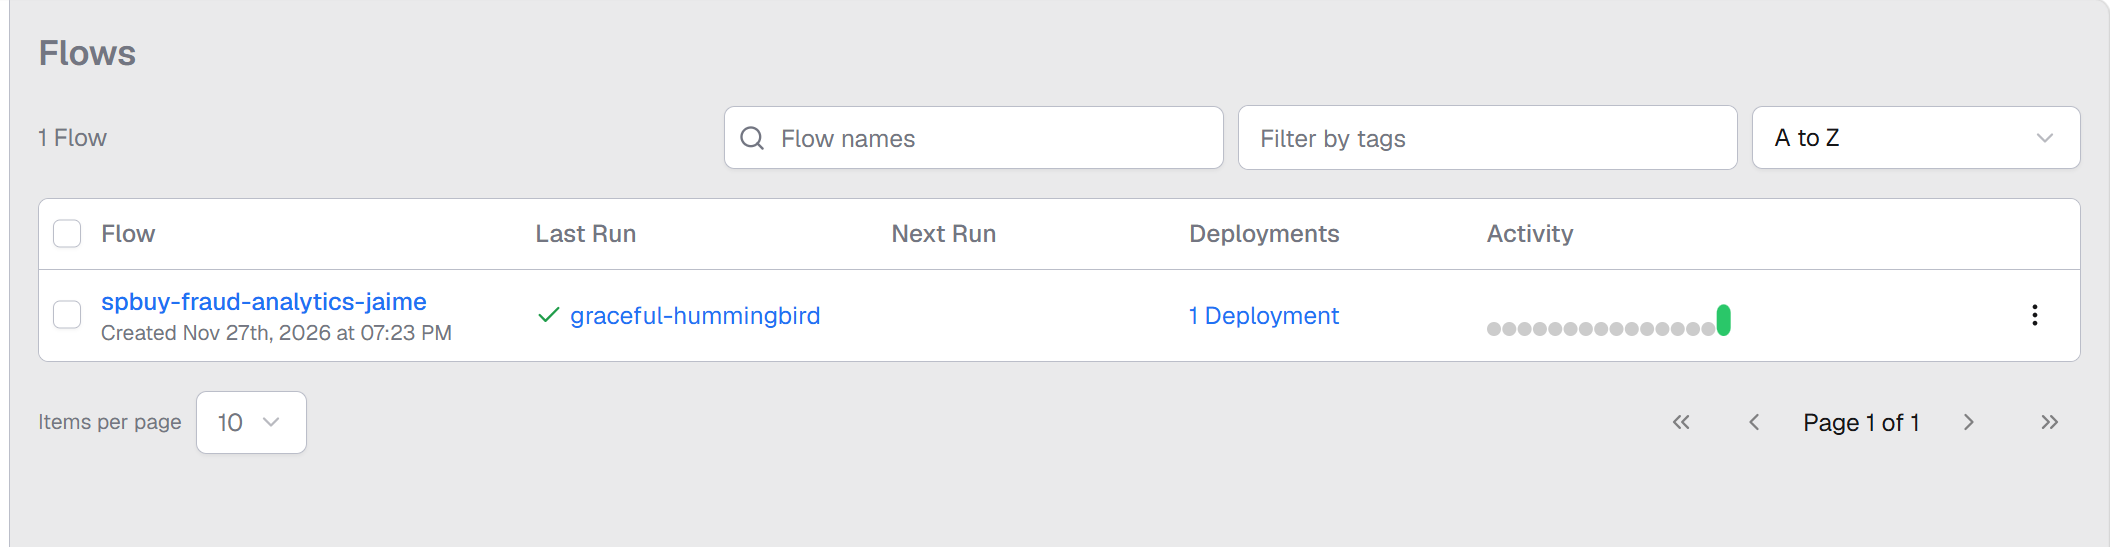 Flows
1 Flow
Flow names
Filter by tags
A to Z
Flow Last Run Next Run Deployments Activity
spbuy-fraud-analytics-jaime
Created Nov 27th, 2026 at 07:23 PM
graceful-hummingbird
1 Deployment
Items per page 10
Page 1 of 1